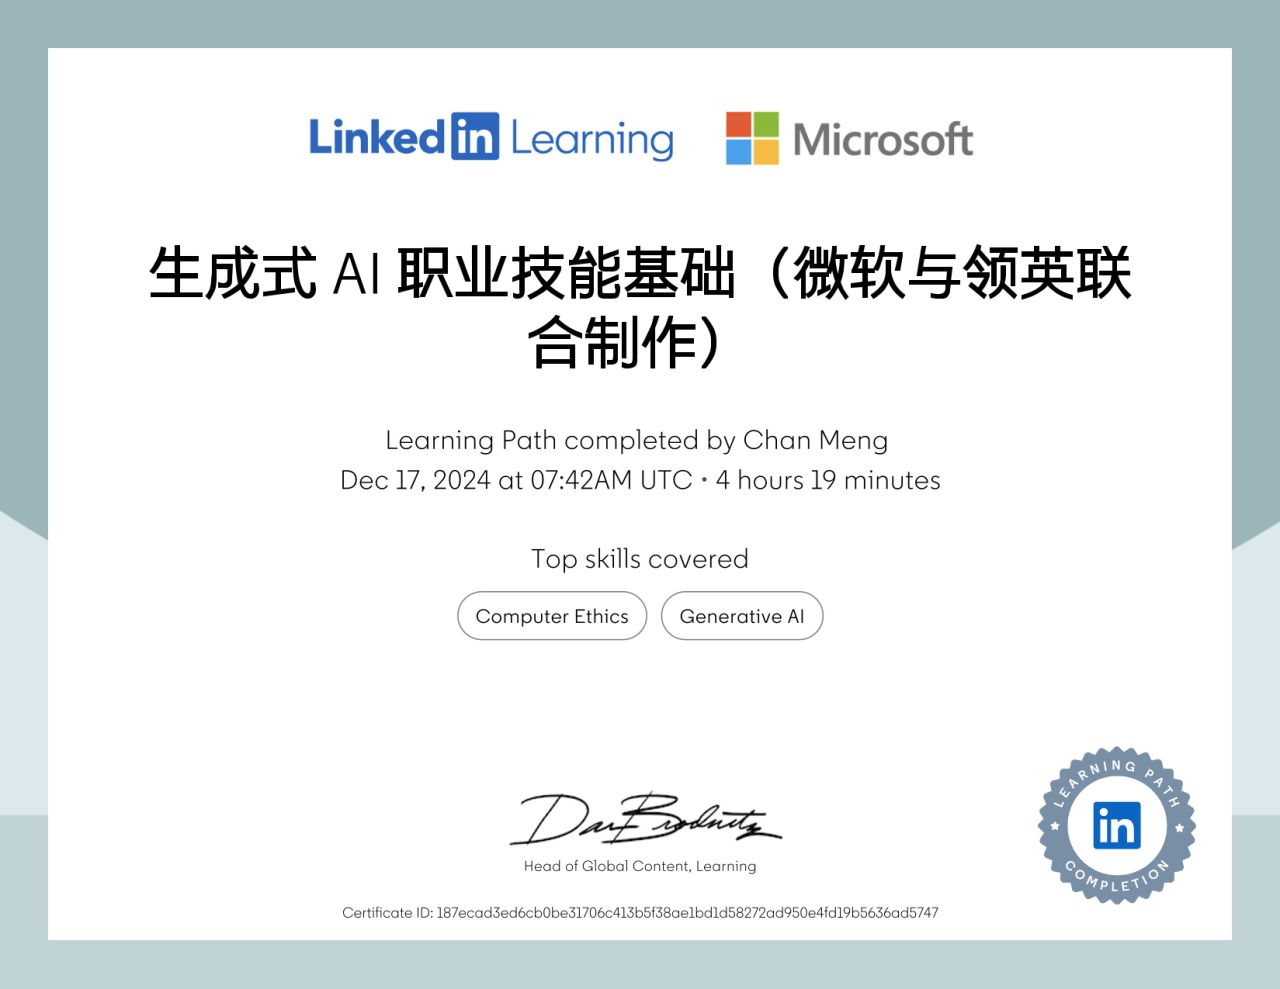 Linked in Learning Microsoft
生成式 AI 职业技能基础（微软与领英联
合制作）
Learning Path completed by Chan Meng
Dec 17, 2024 at 07:42AM UTC • 4 hours 19 minutes
Top skills covered
Computer Ethics Generative AI
LEARNING PATH
in
COMPLETION
Dan Brodnitz
Head of Global Content, Learning
Certificate ID: 187ecad3ed6cb0be31706c413b5f38ae1bd1d58272ad950e4fd19b5636ad5747